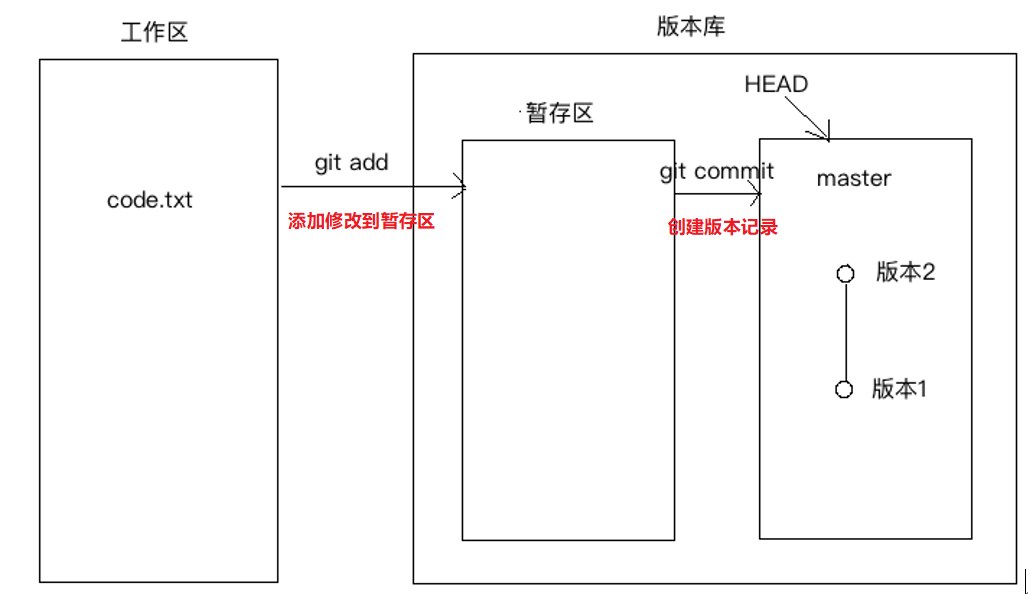 工作区
版本库
HEAD
暂存区
git add
git commit
master
code.txt
添加修改到暂存区
创建版本记录
版本2
版本1